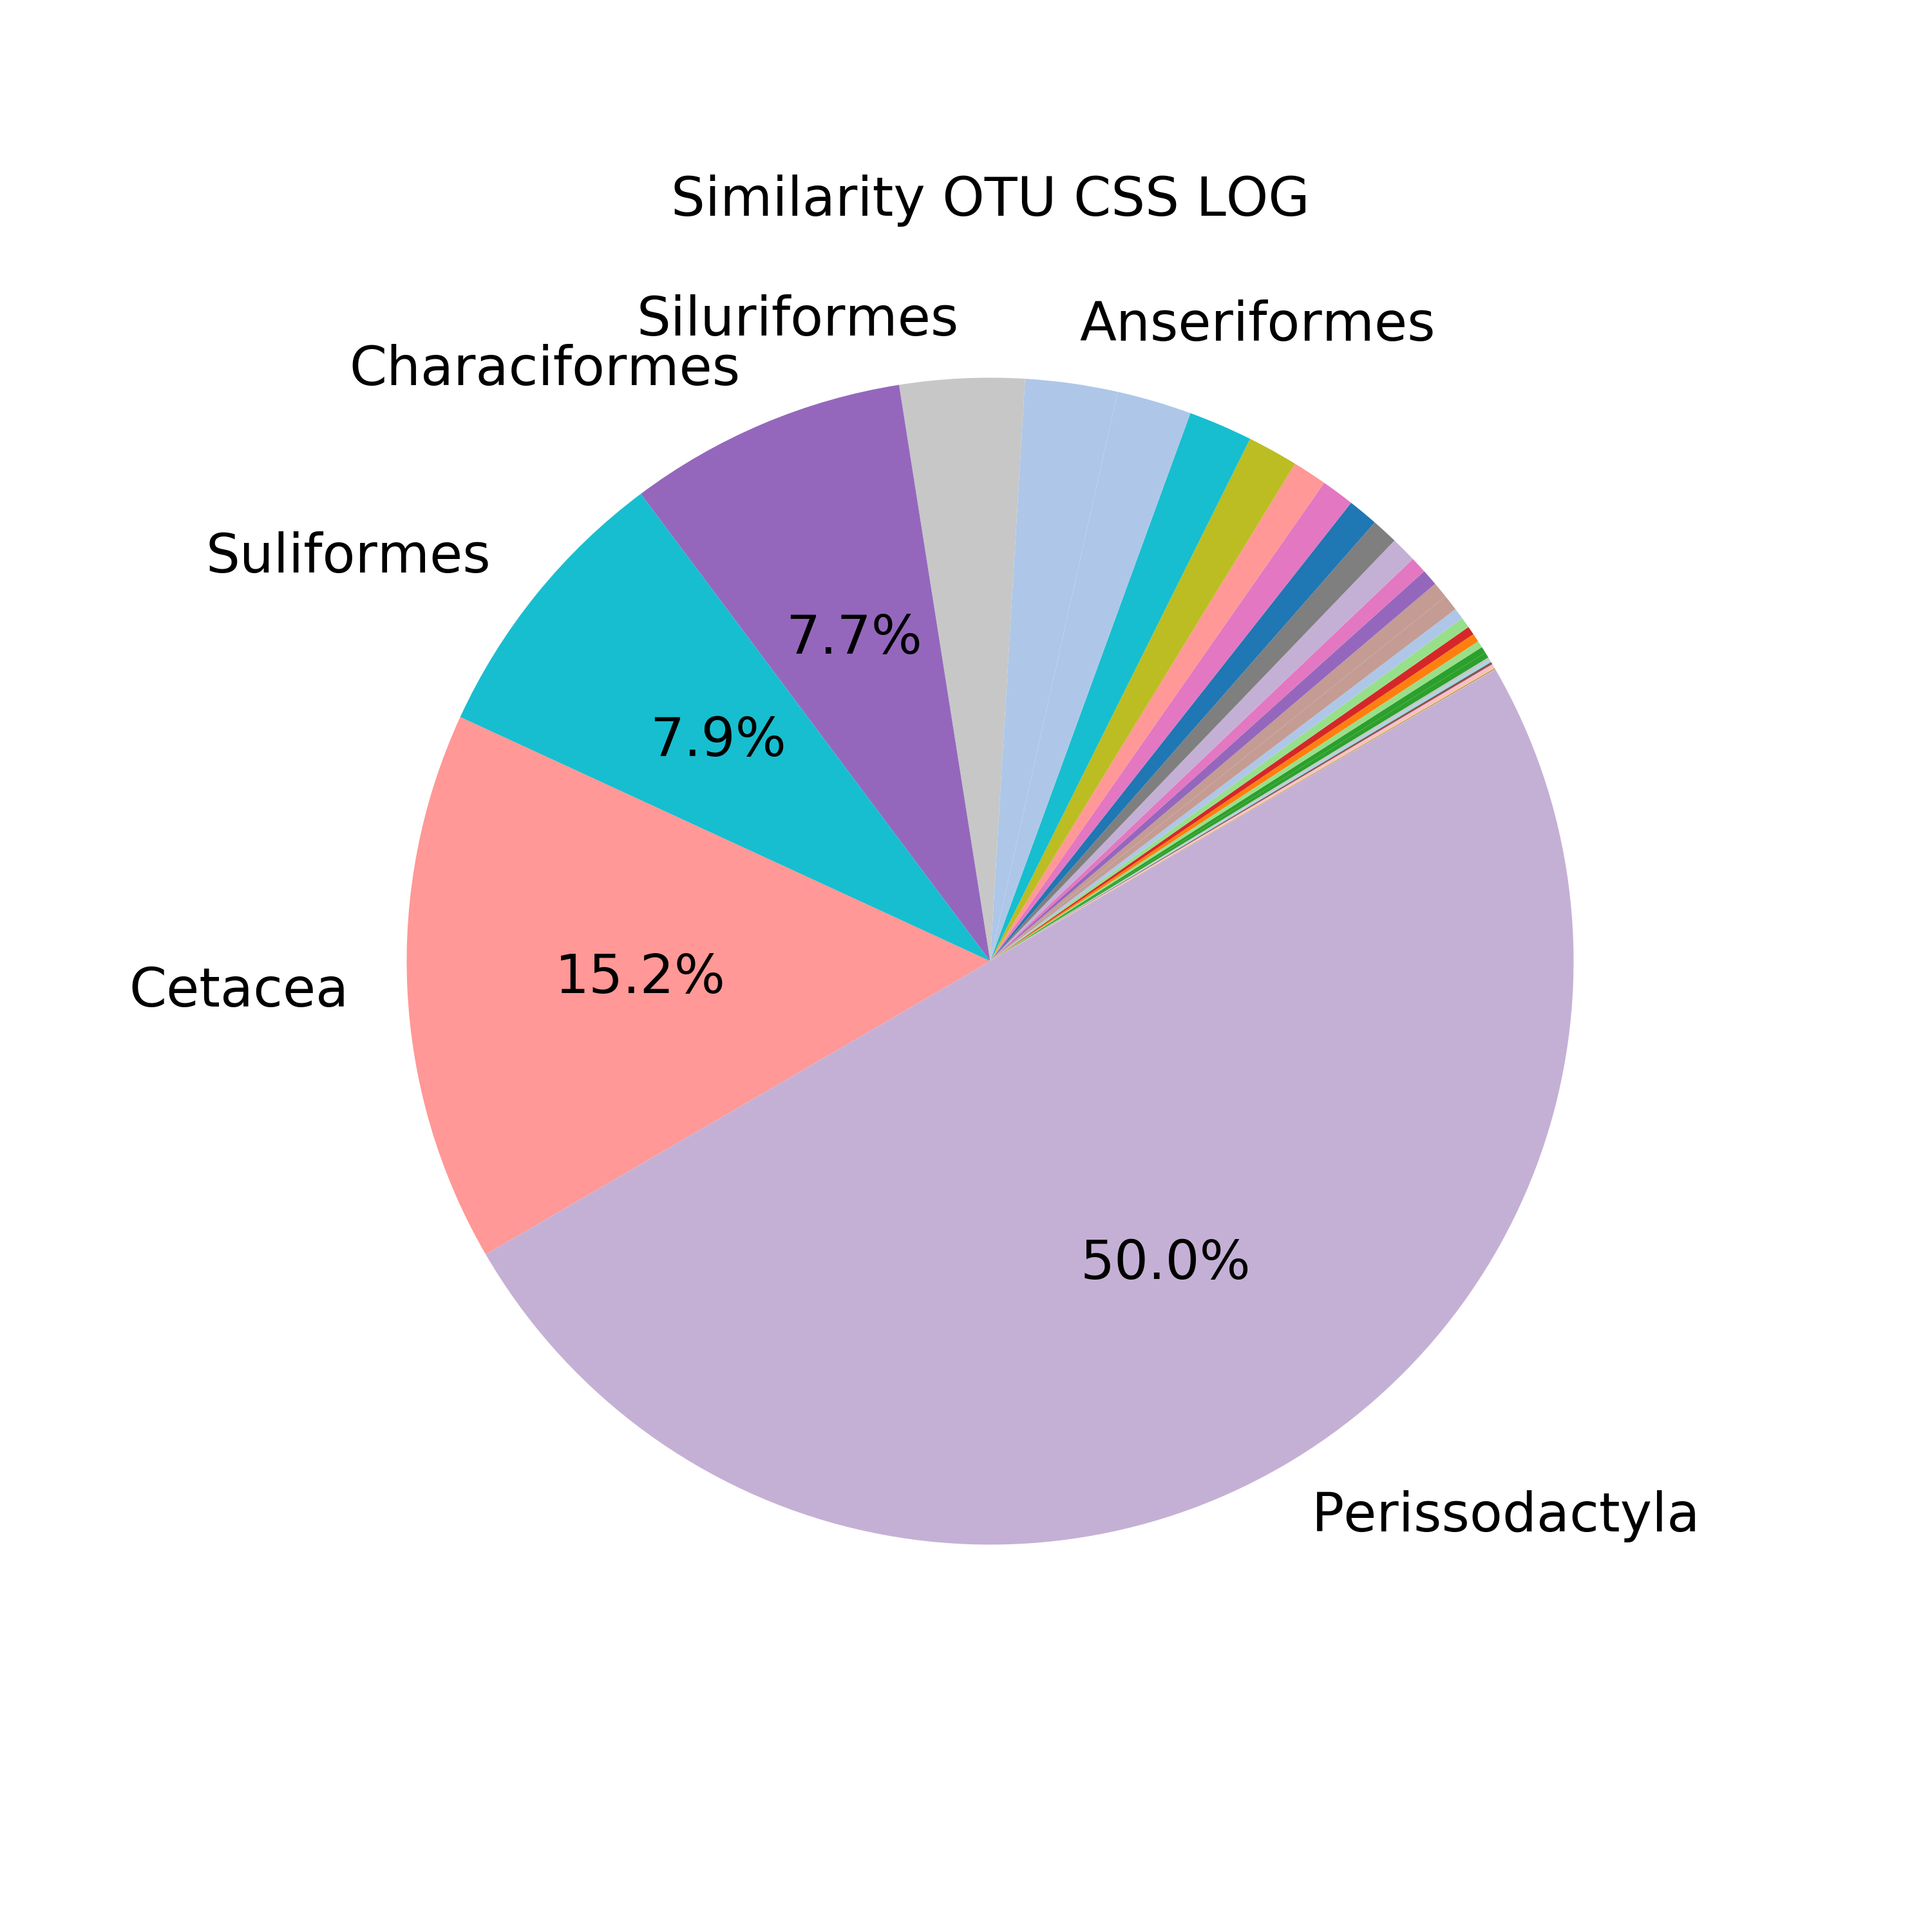 Similarity OTU CSS LOG
Siluriformes
Anseriformes
Characiformes
Suliformes
7.7%
7.9%
Cetacea
15.2%
50.0%
Perissodactyla